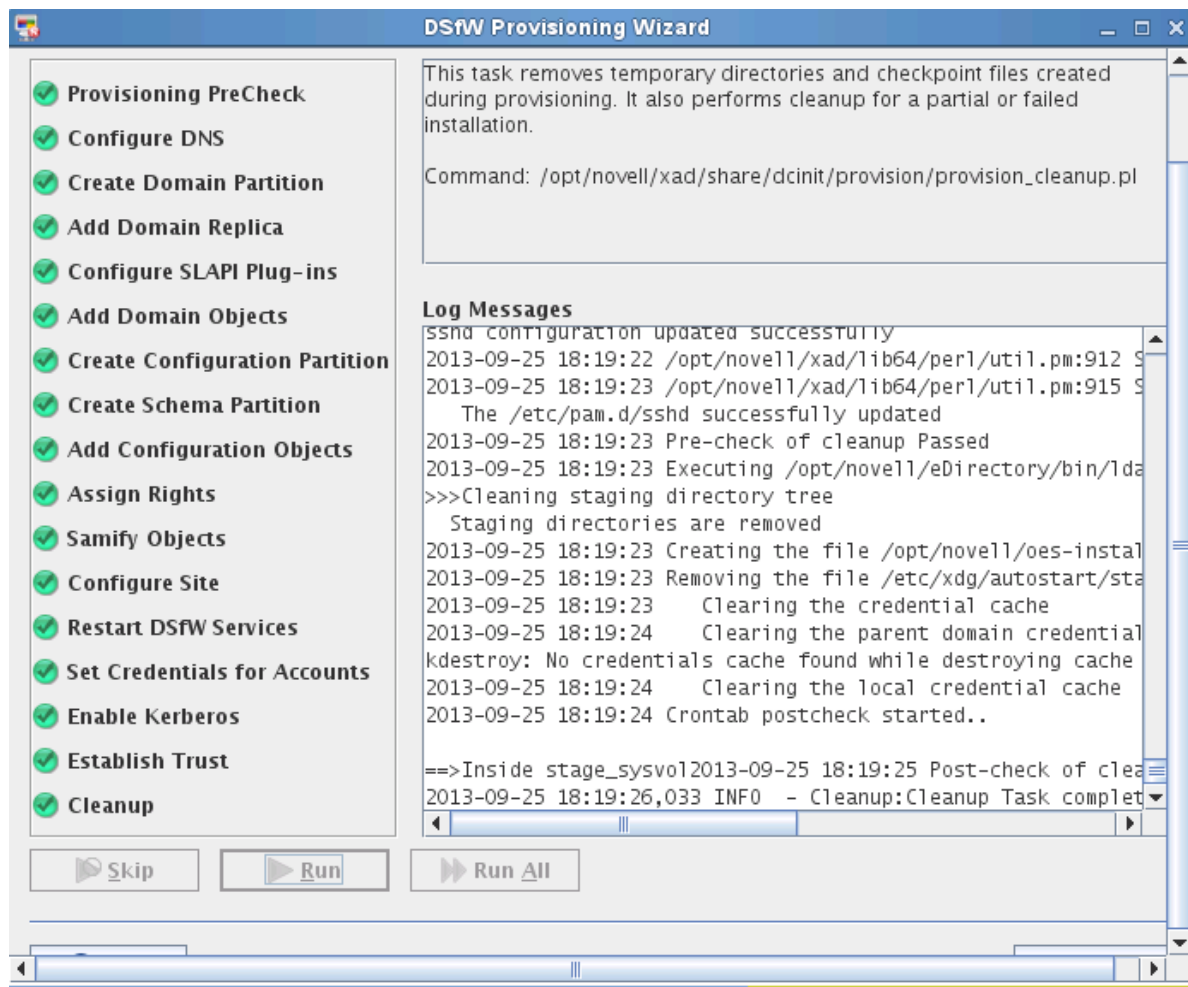 DSfW Provisioning Wizard
Provisioning PreCheck
Configure DNS
Create Domain Partition
Add Domain Replica
Configure SLAPI Plug-ins
Add Domain Objects
Create Configuration Partition
Create Schema Partition
Add Configuration Objects
Assign Rights
Samify Objects
Configure Site
Restart DSfW Services
Set Credentials for Accounts
Enable Kerberos
Establish Trust
Cleanup
This task removes temporary directories and checkpoint files created
during provisioning. It also performs cleanup for a partial or failed
installation.
Command: /opt/novell/xad/share/dcinit/provision/provision_cleanup.pl
Log Messages
sshd configuration updated successfully
2013-09-25 18:19:22 /opt/novell/xad/lib64/perl/util.pm:912 S
2013-09-25 18:19:23 /opt/novell/xad/lib64/perl/util.pm:915 S
The /etc/pam.d/sshd successfully updated
2013-09-25 18:19:23 Pre-check of cleanup Passed
2013-09-25 18:19:23 Executing /opt/novell/eDirectory/bin/lda
>>>Cleaning staging directory tree
Staging directories are removed
2013-09-25 18:19:23 Creating the file /opt/novell/oes-instal
2013-09-25 18:19:23 Removing the file /etc/xdg/autostart/sta
2013-09-25 18:19:23 Clearing the credential cache
2013-09-25 18:19:24 Clearing the parent domain credential
kdestroy: No credentials cache found while destroying cache
2013-09-25 18:19:24 Clearing the local credential cache
2013-09-25 18:19:24 Crontab postcheck started..
==>Inside stage_sysvol2013-09-25 18:19:25 Post-check of clea
2013-09-25 18:19:26,033 INFO - Cleanup:Cleanup Task complet
Skip
Run
Run All